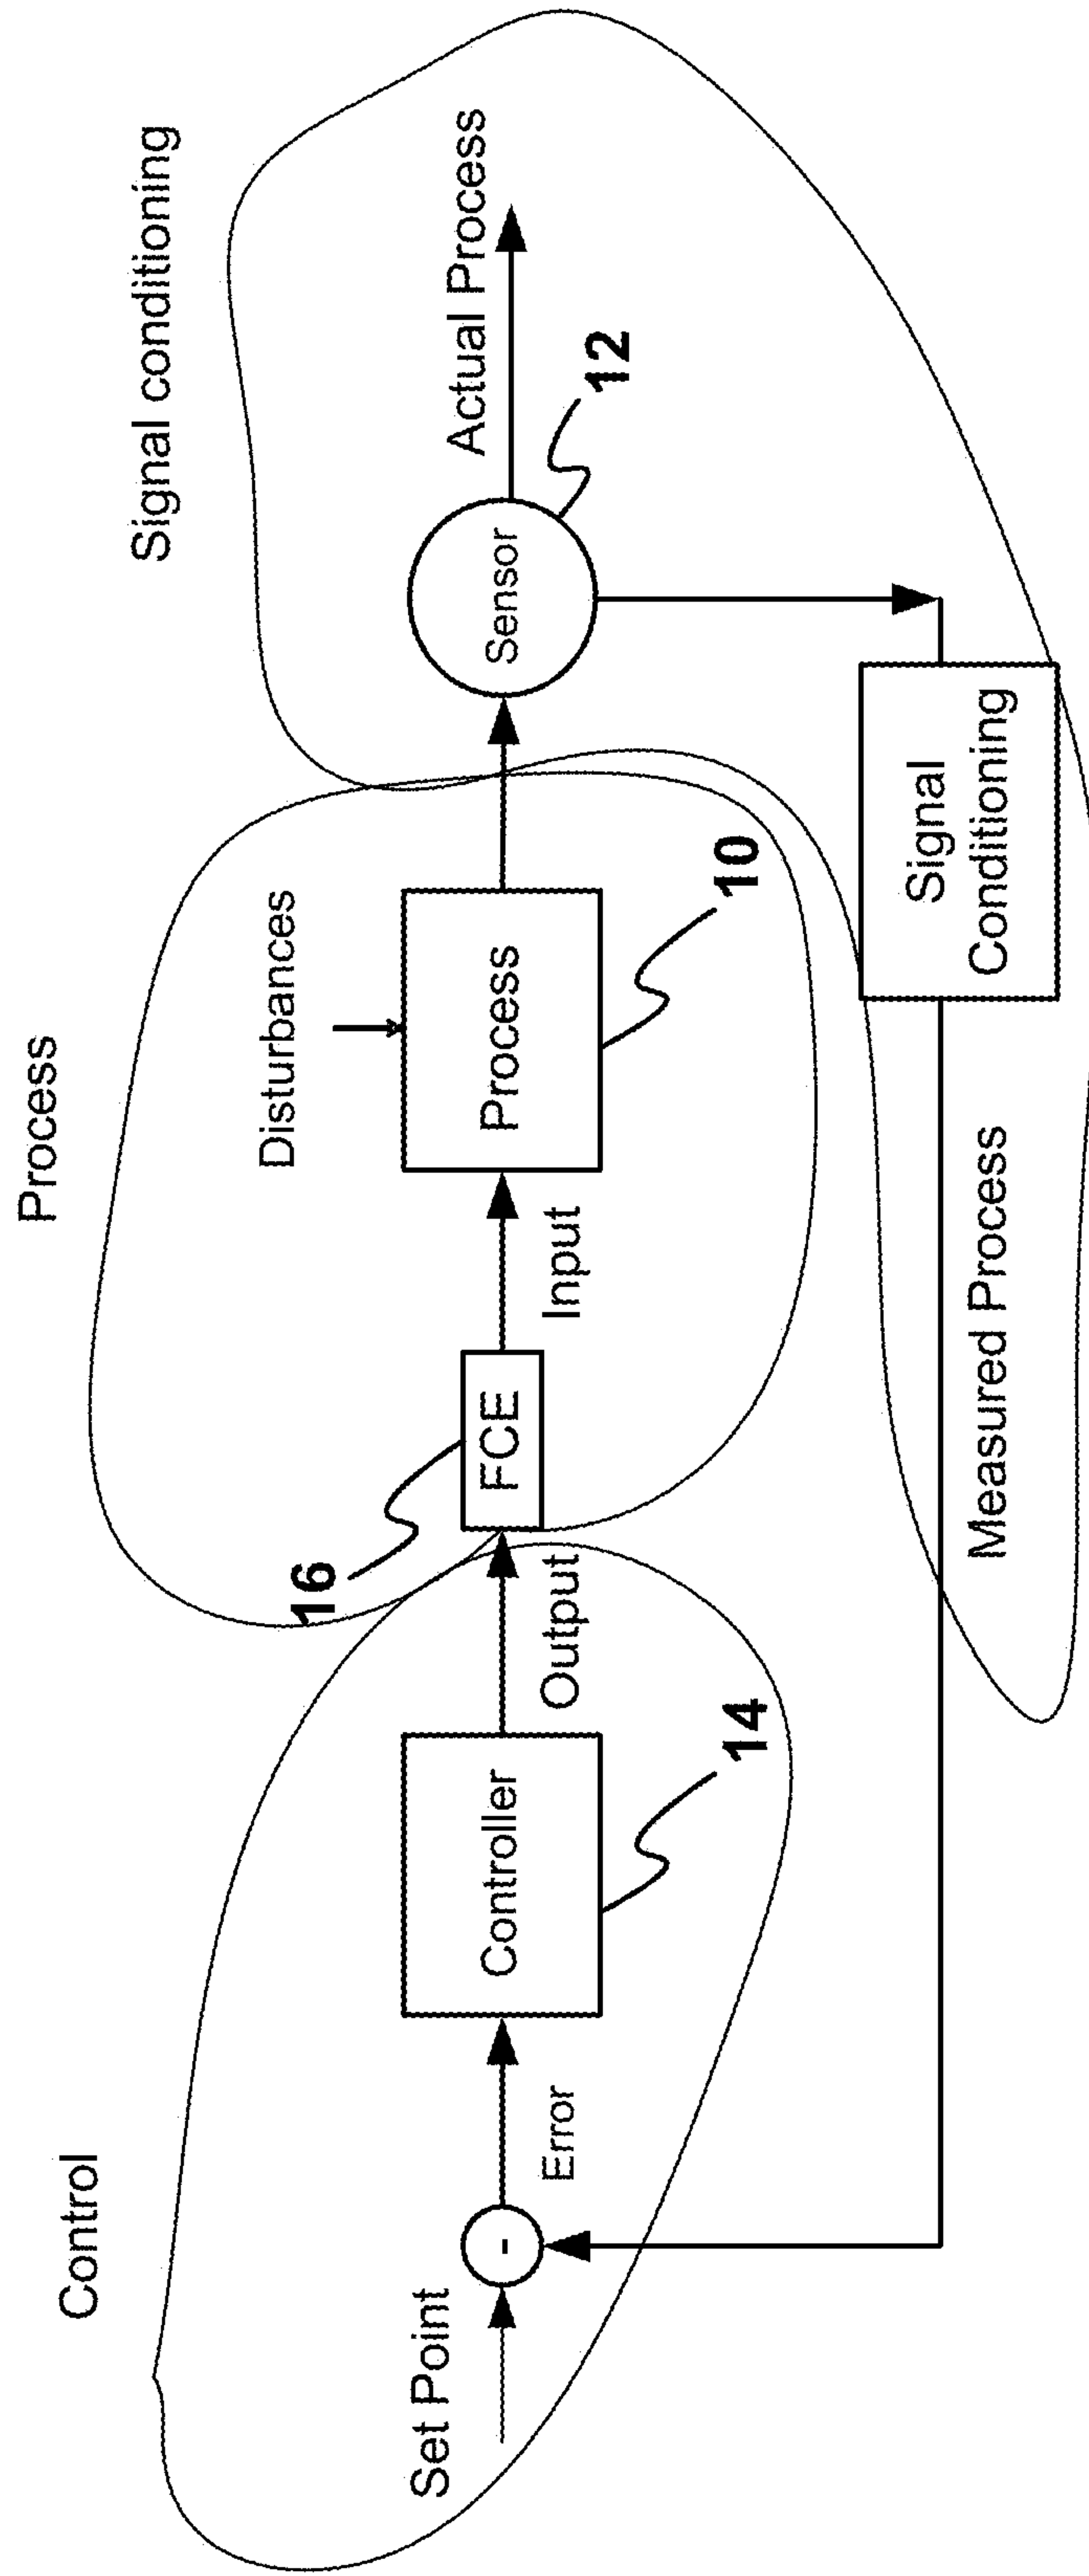 Control
Process
Signal conditioning
Set Point
-
Error
Controller
14
Output
16
FCE
Input
Disturbances
Process
10
Sensor
12
Actual Process
Measured Process
Signal
Conditioning